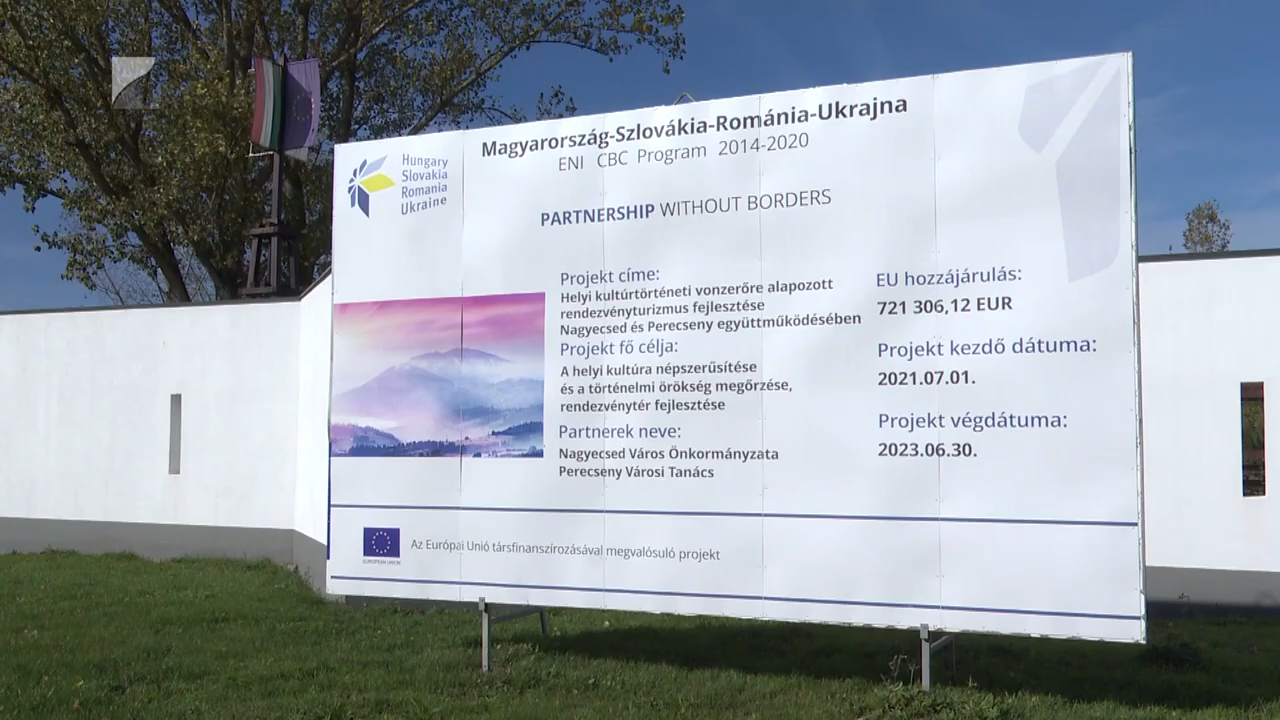 Hungary
Slovakia
Romania
Ukraine
Magyarország-Szlovákia-Románia-Ukrajna
ENI CBC Program 2014-2020
PARTNERSHIP WITHOUT BORDERS
Projekt címe:
Helyi kultúrtörténeti vonzerőre alapozott
rendezvényturizmus fejlesztése
Nagyecsed és Perecseny együttműködésében
Projekt fő célja:
A helyi kultúra népszerűsítése
és a történelmi örökség megőrzése,
rendezvénytér fejlesztése
Partnerek neve:
Nagyecsed Város Önkormányzata
Perecseny Városi Tanács
EU hozzájárulás:
721 306,12 EUR
Projekt kezdő dátuma:
2021.07.01.
Projekt végdátuma:
2023.06.30.
EUROPEAN UNION
Az Európai Unió társfinanszírozásával megvalósuló projekt